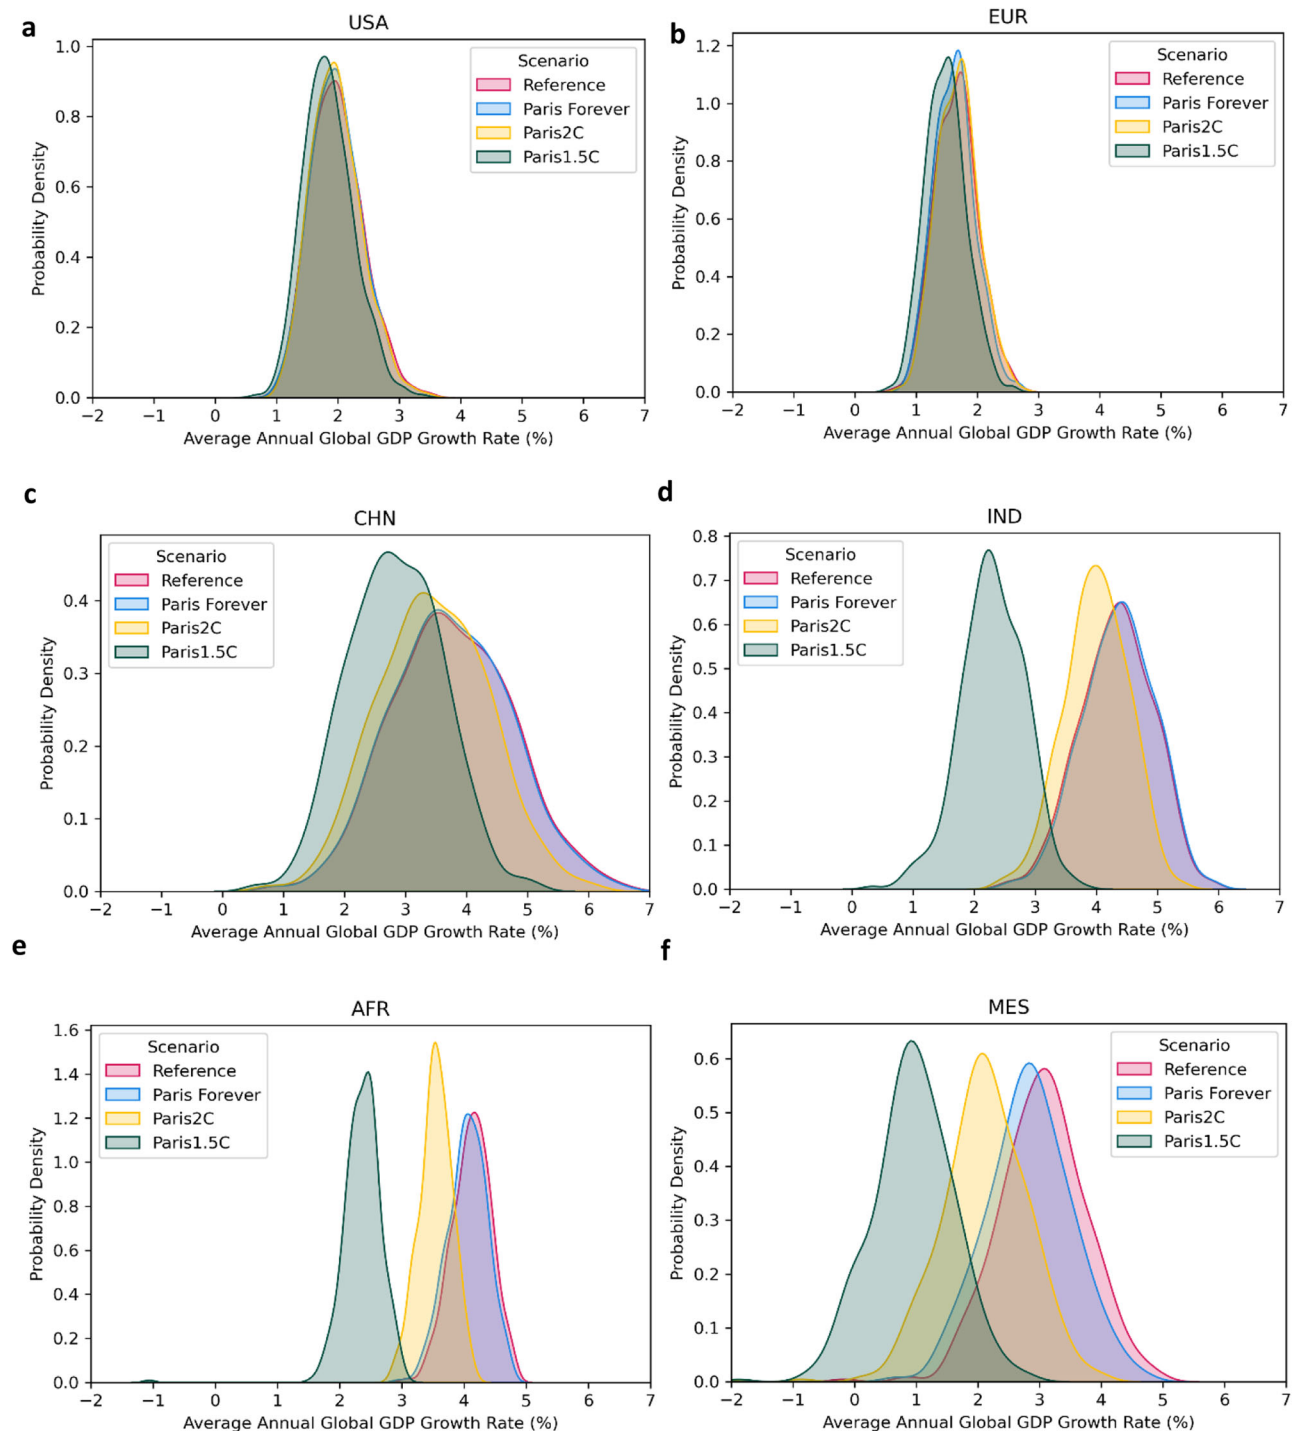 a
USA
Probability Density
1.0
0.8
0.6
0.4
0.2
0.0
Scenario
Reference
Paris Forever
Paris2C
Paris1.5C
−2 −1 0 1 2 3 4 5 6 7
Average Annual Global GDP Growth Rate (%)
b
EUR
Probability Density
1.2
1.0
0.8
0.6
0.4
0.2
0.0
Scenario
Reference
Paris Forever
Paris2C
Paris1.5C
−2 −1 0 1 2 3 4 5 6 7
Average Annual Global GDP Growth Rate (%)
c
CHN
Probability Density
0.4
0.3
0.2
0.1
0.0
Scenario
Reference
Paris Forever
Paris2C
Paris1.5C
−2 −1 0 1 2 3 4 5 6 7
Average Annual Global GDP Growth Rate (%)
d
IND
Probability Density
0.8
0.7
0.6
0.5
0.4
0.3
0.2
0.1
0.0
Scenario
Reference
Paris Forever
Paris2C
Paris1.5C
−2 −1 0 1 2 3 4 5 6 7
Average Annual Global GDP Growth Rate (%)
e
AFR
Probability Density
1.6
1.4
1.2
1.0
0.8
0.6
0.4
0.2
0.0
Scenario
Reference
Paris Forever
Paris2C
Paris1.5C
−2 −1 0 1 2 3 4 5 6 7
Average Annual Global GDP Growth Rate (%)
f
MES
Probability Density
0.6
0.5
0.4
0.3
0.2
0.1
0.0
Scenario
Reference
Paris Forever
Paris2C
Paris1.5C
−2 −1 0 1 2 3 4 5 6 7
Average Annual Global GDP Growth Rate (%)